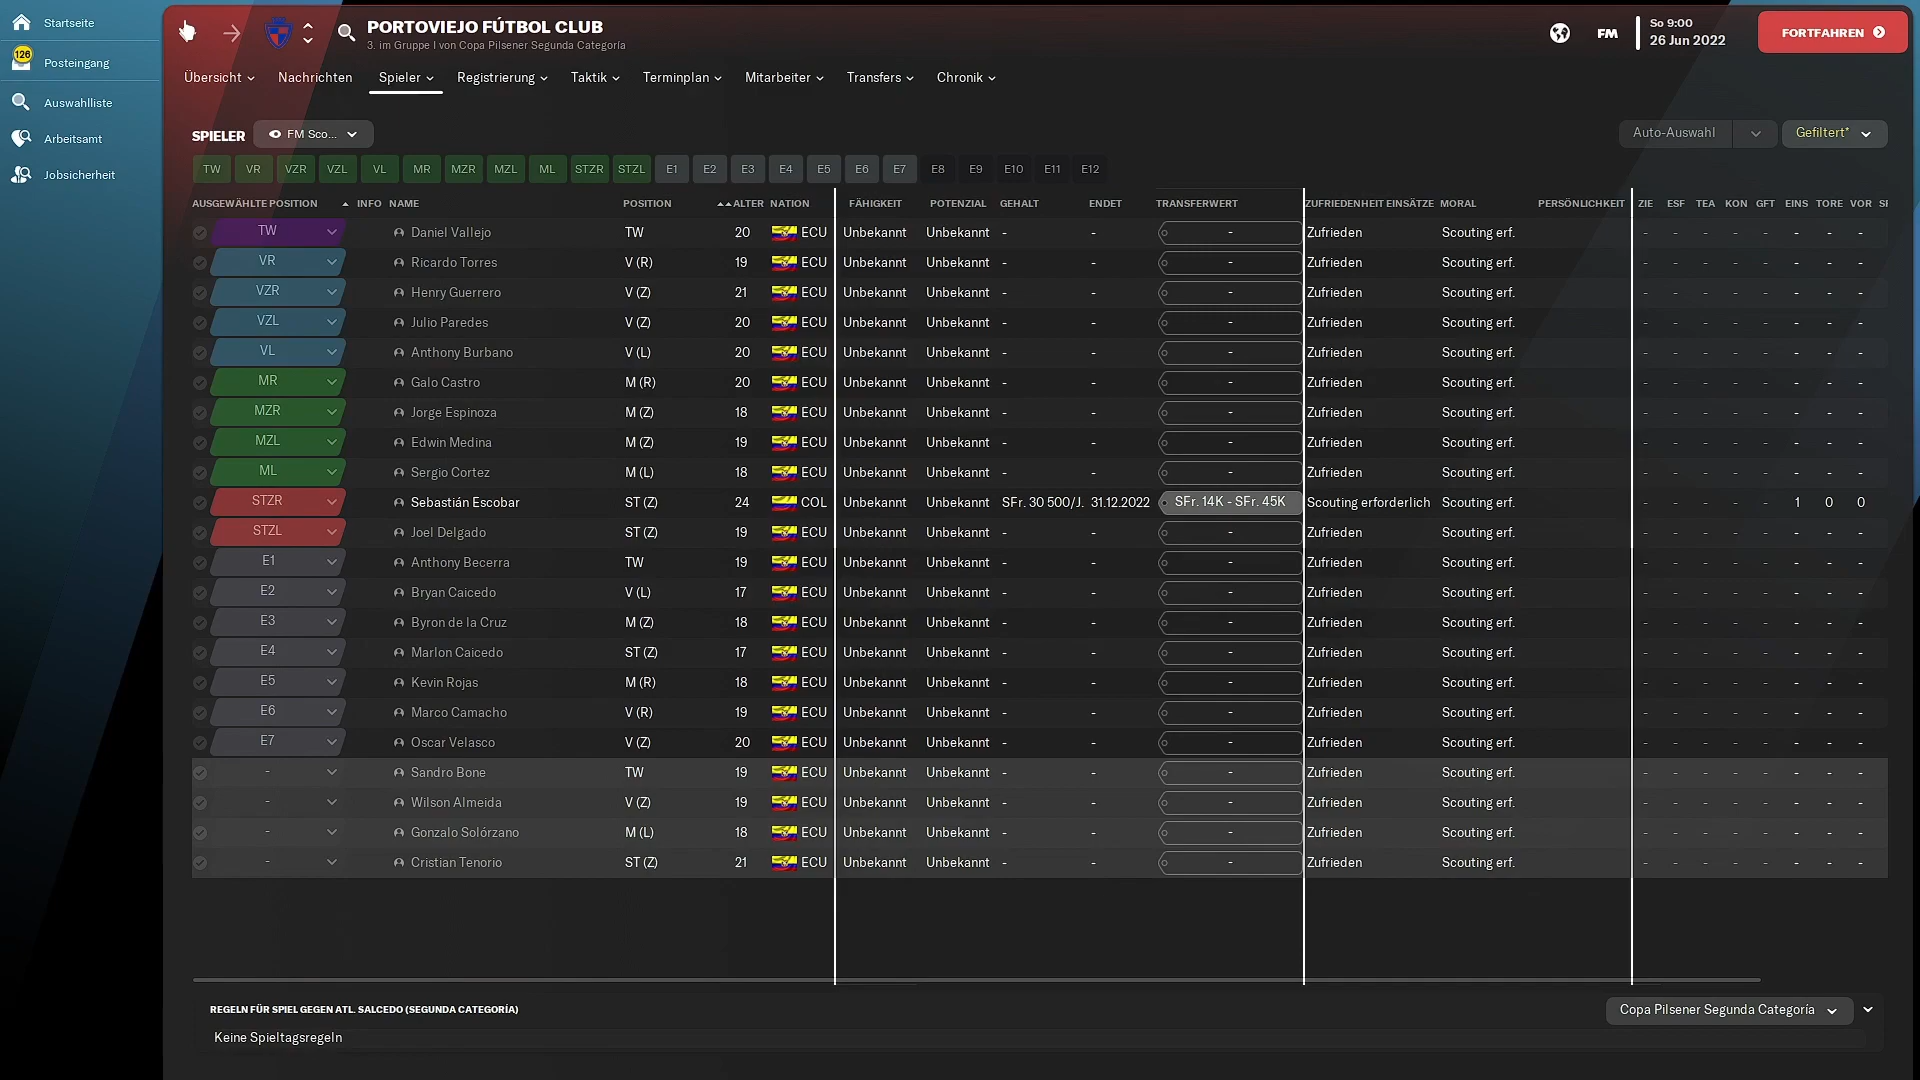 Startseite
126
Posteingang
Auswahlliste
Arbeitsamt
Jobsicherheit
PORTOVIEJO FÚTBOL CLUB
3. im Gruppe I von Copa Pilsener Segunda Categoría
FM
So 9:00
26 Jun 2022
FORTFAHREN
Übersicht Nachrichten Spieler Registrierung Taktik Terminplan Mitarbeiter Transfers Chronik
SPIELER FM Sco... Auto-Auswahl Gefiltert*
TW VR VZR VZL VL MR MZR MZL ML STZR STZL E1 E2 E3 E4 E5 E6 E7 E8 E9 E10 E11 E12
AUSGEWÄHLTE POSITION INFO NAME POSITION ALTER NATION FÄHIGKEIT POTENZIAL GEHALT ENDET TRANSFERWERT ZUFRIEDENHEIT EINSÄTZE MORAL PERSÖNLICHKEIT ZIE ESF TEA KON GFT EINS TORE VOR
TW Daniel Vallejo TW 20 ECU Unbekannt Unbekannt - - - Zufrieden Scouting erf. - - - - - - - -
VR Ricardo Torres V (R) 19 ECU Unbekannt Unbekannt - - - Zufrieden Scouting erf. - - - - - - - -
VZR Henry Guerrero V (Z) 21 ECU Unbekannt Unbekannt - - - Zufrieden Scouting erf. - - - - - - - -
VZL Julio Paredes V (Z) 20 ECU Unbekannt Unbekannt - - - Zufrieden Scouting erf. - - - - - - - -
VL Anthony Burbano V (L) 20 ECU Unbekannt Unbekannt - - - Zufrieden Scouting erf. - - - - - - - -
MR Galo Castro M (R) 20 ECU Unbekannt Unbekannt - - - Zufrieden Scouting erf. - - - - - - - -
MZR Jorge Espinoza M (Z) 18 ECU Unbekannt Unbekannt - - - Zufrieden Scouting erf. - - - - - - - -
MZL Edwin Medina M (Z) 19 ECU Unbekannt Unbekannt - - - Zufrieden Scouting erf. - - - - - - - -
ML Sergio Cortez M (L) 18 ECU Unbekannt Unbekannt - - - Zufrieden Scouting erf. - - - - - - - -
STZR Sebastián Escobar ST (Z) 24 COL Unbekannt Unbekannt SFr. 30 500/J. 31.12.2022 SFr. 14K - SFr. 45K Scouting erforderlich - - - - - 1 0 0
STZL Joel Delgado ST (Z) 19 ECU Unbekannt Unbekannt - - - Zufrieden Scouting erf. - - - - - - - -
E1 Anthony Becerra TW 19 ECU Unbekannt Unbekannt - - - Zufrieden Scouting erf. - - - - - - - -
E2 Bryan Caicedo V (L) 17 ECU Unbekannt Unbekannt - - - Zufrieden Scouting erf. - - - - - - - -
E3 Byron de la Cruz M (Z) 18 ECU Unbekannt Unbekannt - - - Zufrieden Scouting erf. - - - - - - - -
E4 Marlon Caicedo ST (Z) 17 ECU Unbekannt Unbekannt - - - Zufrieden Scouting erf. - - - - - - - -
E5 Kevin Rojas M (R) 18 ECU Unbekannt Unbekannt - - - Zufrieden Scouting erf. - - - - - - - -
E6 Marco Camacho V (R) 19 ECU Unbekannt Unbekannt - - - Zufrieden Scouting erf. - - - - - - - -
E7 Oscar Velasco V (Z) 20 ECU Unbekannt Unbekannt - - - Zufrieden Scouting erf. - - - - - - - -
- Sandro Bone TW 19 ECU Unbekannt Unbekannt - - - Zufrieden Scouting erf. - - - - - - - -
- Wilson Almeida V (Z) 19 ECU Unbekannt Unbekannt - - - Zufrieden Scouting erf. - - - - - - - -
- Gonzalo Solórzano M (L) 18 ECU Unbekannt Unbekannt - - - Zufrieden Scouting erf. - - - - - - - -
- Cristian Tenorio ST (Z) 21 ECU Unbekannt Unbekannt - - - Zufrieden Scouting erf. - - - - - - - -
REGELN FÜR SPIEL GEGEN ATL. SALCEDO (SEGUNDA CATEGORÍA)
Copa Pilsener Segunda Categoría
Keine Spieltagsregeln